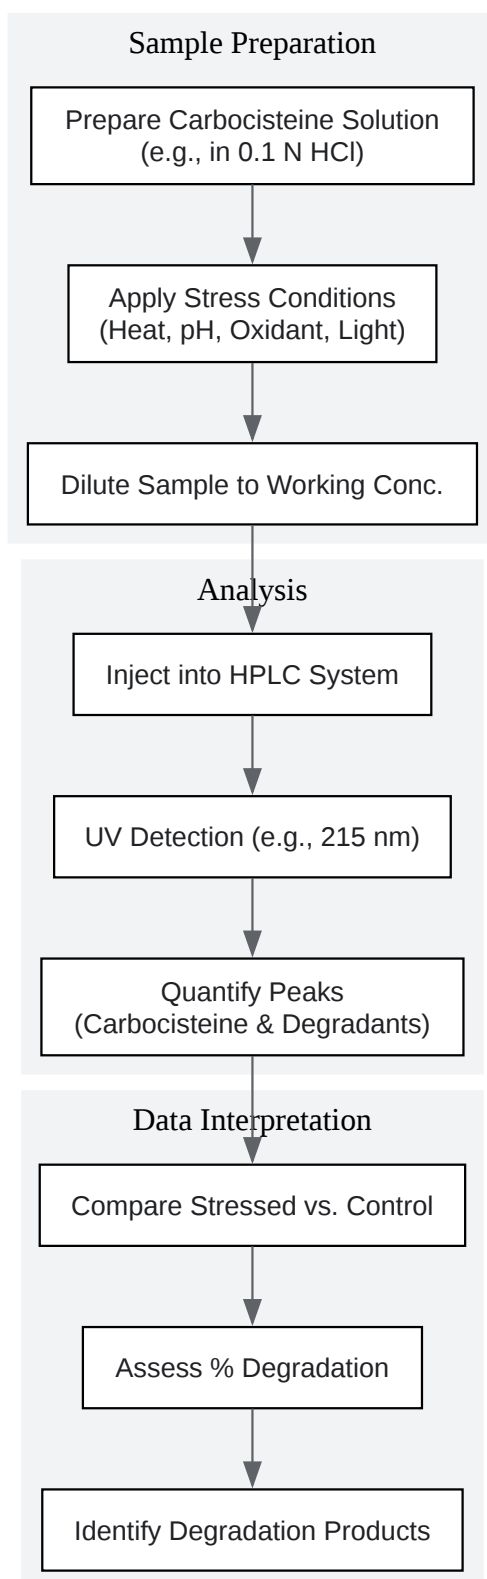 Sample Preparation
Prepare Carbocisteine Solution
(e.g., in 0.1 N HCl)
Apply Stress Conditions
(Heat, pH, Oxidant, Light)
Dilute Sample to Working Conc.
Analysis
Inject into HPLC System
UV Detection (e.g., 215 nm)
Quantify Peaks
(Carbocisteine & Degradants)
Data Interpretation
Compare Stressed vs. Control
Assess % Degradation
Identify Degradation Products